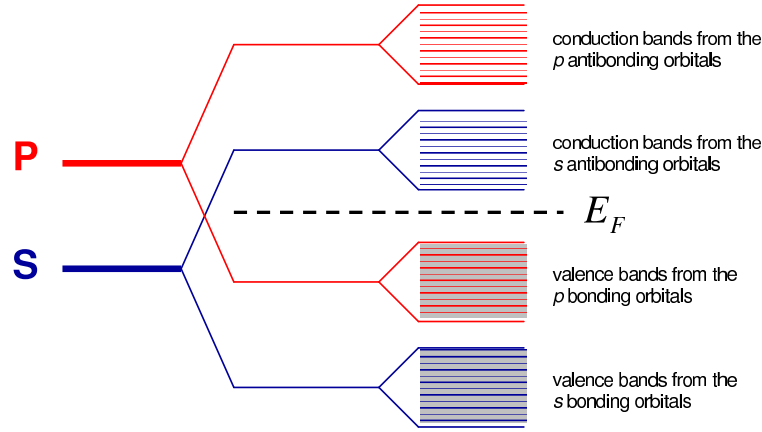 conduction bands from the
p antibonding orbitals
P
conduction bands from the
s antibonding orbitals
E_F
S
valence bands from the
p bonding orbitals
valence bands from the
s bonding orbitals